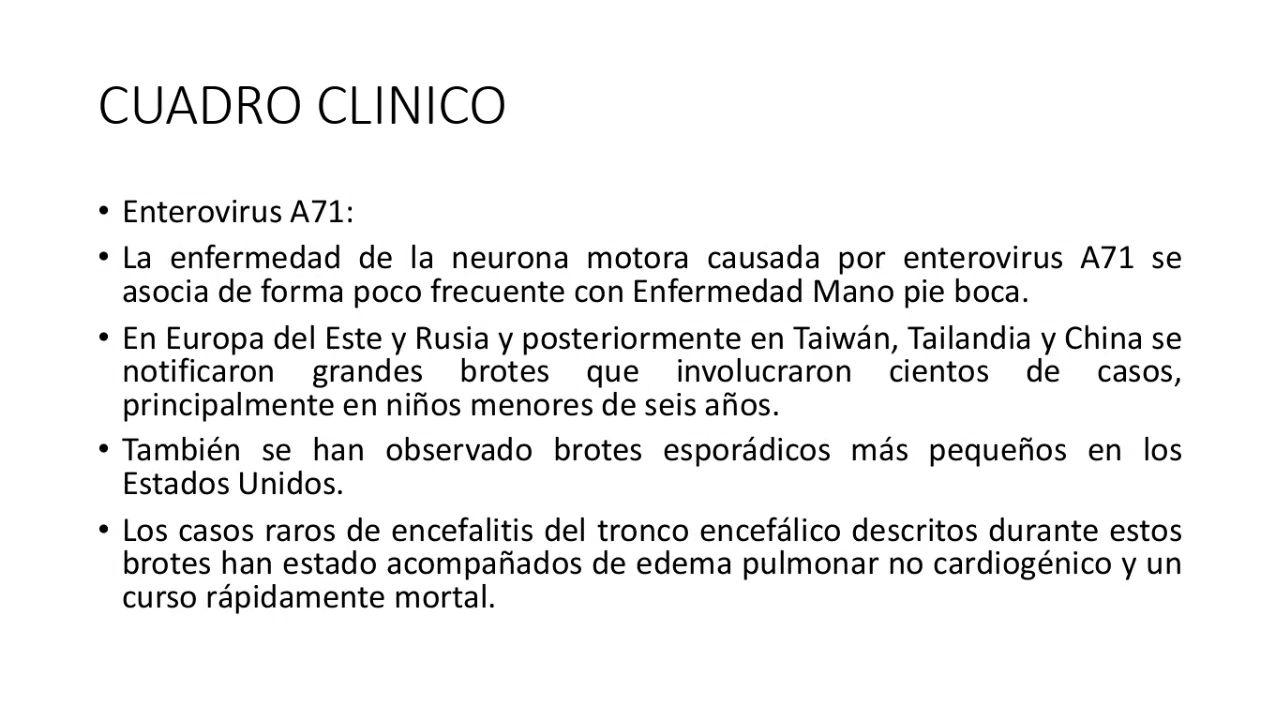 CUADRO CLINICO
• Enterovirus A71:
• La enfermedad de la neurona motora causada por enterovirus A71 se
asocia de forma poco frecuente con Enfermedad Mano pie boca.
• En Europa del Este y Rusia y posteriormente en Taiwán, Tailandia y China se
notificaron grandes brotes que involucraron cientos de casos,
principalmente en niños menores de seis años.
• También se han observado brotes esporádicos más pequeños en los
Estados Unidos.
• Los casos raros de encefalitis del tronco encefálico descritos durante estos
brotes han estado acompañados de edema pulmonar no cardiogénico y un
curso rápidamente mortal.